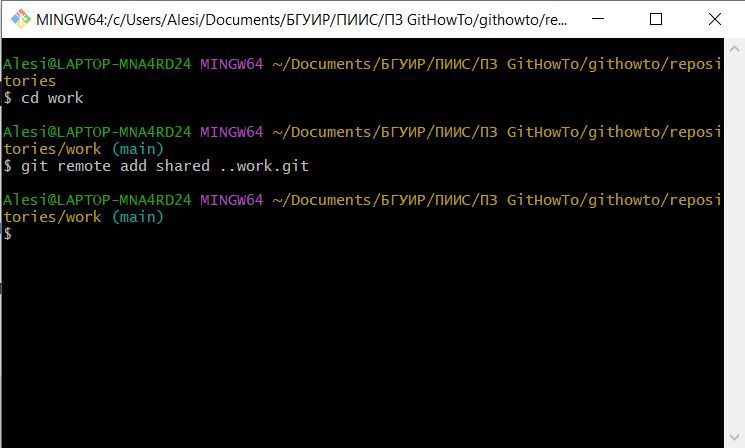 MINGW64:/c/Users/Alesi/Documents/БГУИР/ПИИС/ПЗ GitHowTo/githowto/re...
Alesi@LAPTOP-MNA4RD24 MINGW64 ~/Documents/БГУИР/ПИИС/ПЗ GitHowTo/githowto/reposi
tories
$ cd work
Alesi@LAPTOP-MNA4RD24 MINGW64 ~/Documents/БГУИР/ПИИС/ПЗ GitHowTo/githowto/reposi
tories/work (main)
$ git remote add shared ..work.git
Alesi@LAPTOP-MNA4RD24 MINGW64 ~/Documents/БГУИР/ПИИС/ПЗ GitHowTo/githowto/reposi
tories/work (main)
$